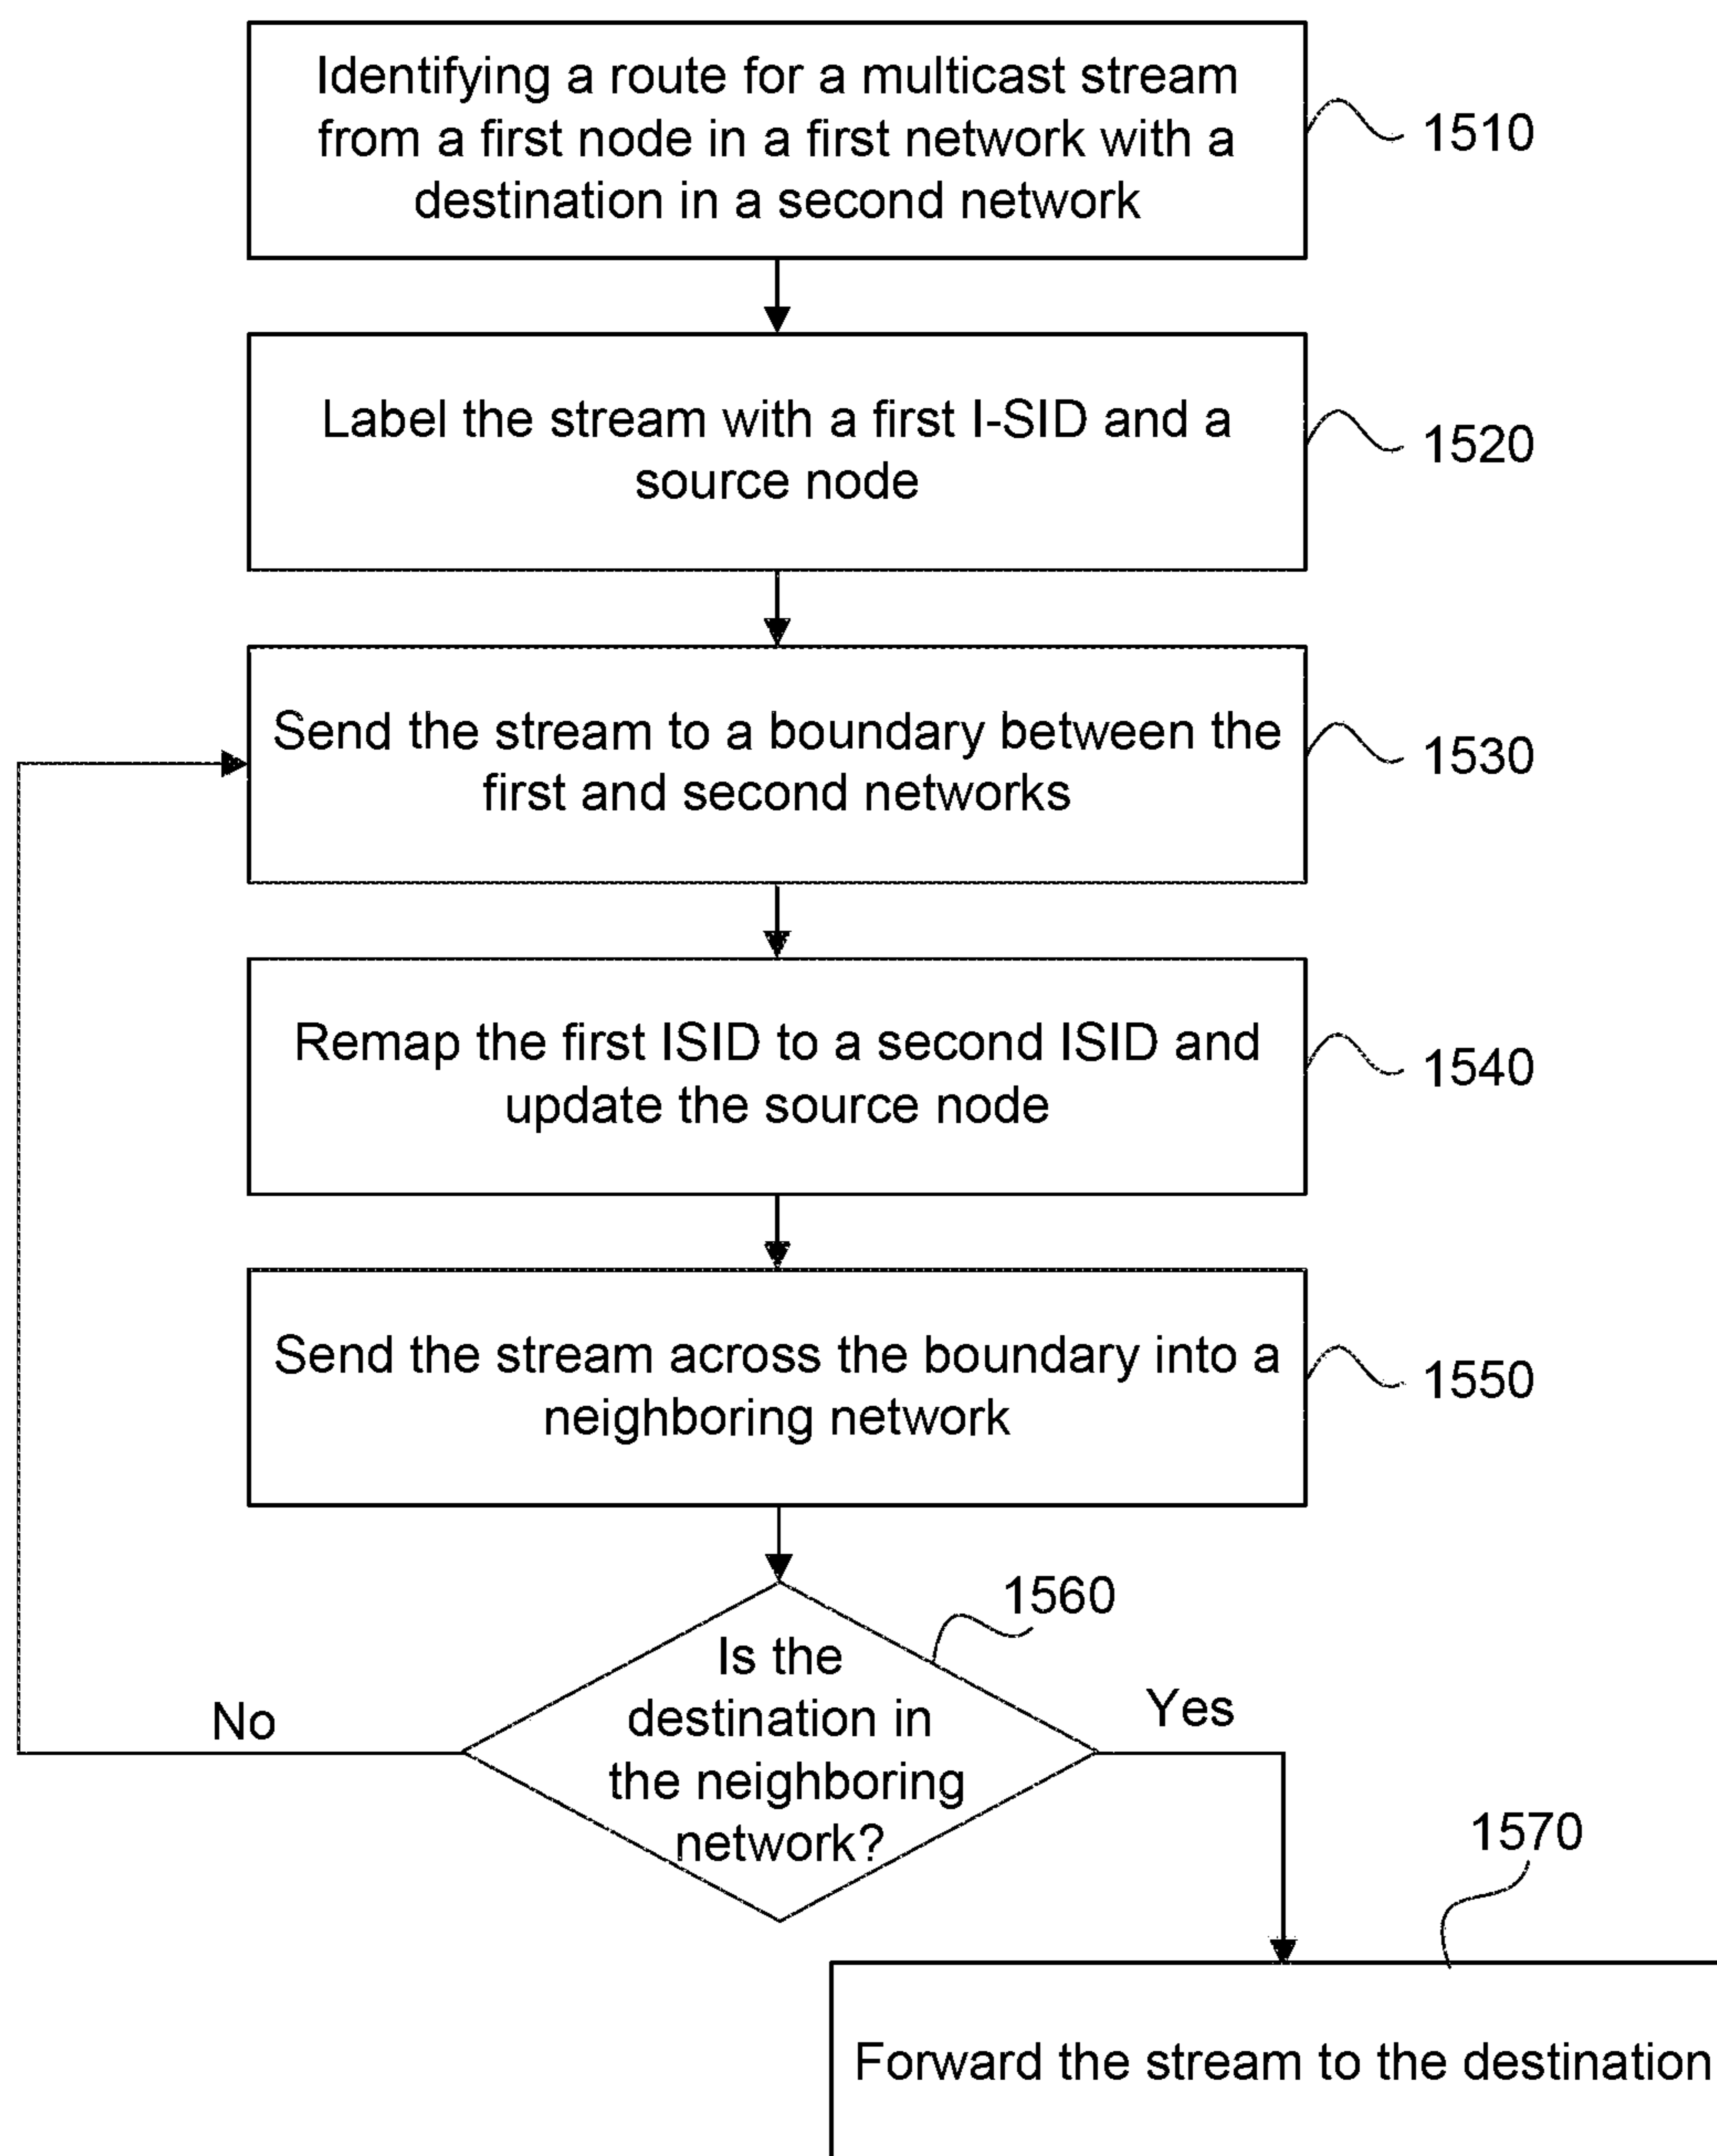 Identifying a route for a multicast stream
from a first node in a first network with a
destination in a second network
1510
Label the stream with a first I-SID and a
source node
1520
Send the stream to a boundary between the
first and second networks
1530
Remap the first ISID to a second ISID and
update the source node
1540
Send the stream across the boundary into a
neighboring network
1550
1560
Is the
destination in
the neighboring
network?
No
Yes
1570
Forward the stream to the destination